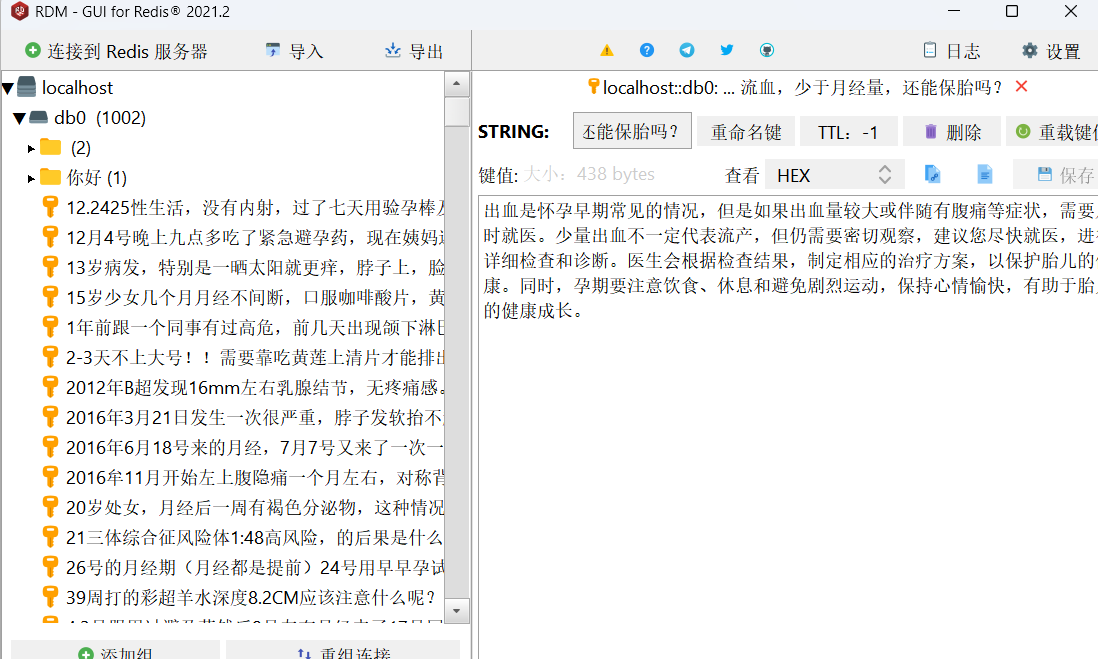 RDM - GUI for Redis® 2021.2
连接到 Redis 服务器 导入 导出 日志 设置
localhost
db0 (1002)
(2)
你好 (1)
12.2425性生活，没有内射，过了七天用验孕棒及
12月4号晚上九点多吃了紧急避孕药，现在姨妈
13岁病发，特别是一晒太阳就更痒，脖子上，脸
15岁少女几个月月经不间断，口服咖啡酸片，黄
1年前跟一个同事有过高危，前几天出现颌下淋巴
2-3天不上大号！！需要靠吃黄莲上清片才能排出
2012年B超发现16mm左右乳腺结节，无疼痛感。
2016年3月21日发生一次很严重，脖子发软抬不
2016年6月18号来的月经，7月7号又来了一次一
2016牟11月开始左上腹隐痛一个月左右，对称背
20岁处女，月经后一周有褐色分泌物，这种情况
21三体综合征风险体1:48高风险，的后果是什么
26号的月经期（月经都是提前）24号用早早孕试
39周打的彩超羊水深度8.2CM应该注意什么呢？
添加组 重组连接
localhost::db0: ... 流血，少于月经量，还能保胎吗？
STRING: 还能保胎吗？ 重命名键 TTL：-1 删除 重载键值
键值: 大小：438 bytes 查看 HEX 保存
出血是怀孕早期常见的情况，但是如果出血量较大或伴随有腹痛等症状，需要
时就医。少量出血不一定代表流产，但仍需要密切观察，建议您尽快就医，进行
详细检查和诊断。医生会根据检查结果，制定相应的治疗方案，以保护胎儿的健
康。同时，孕期要注意饮食、休息和避免剧烈运动，保持心情愉快，有助于胎儿
的健康成长。